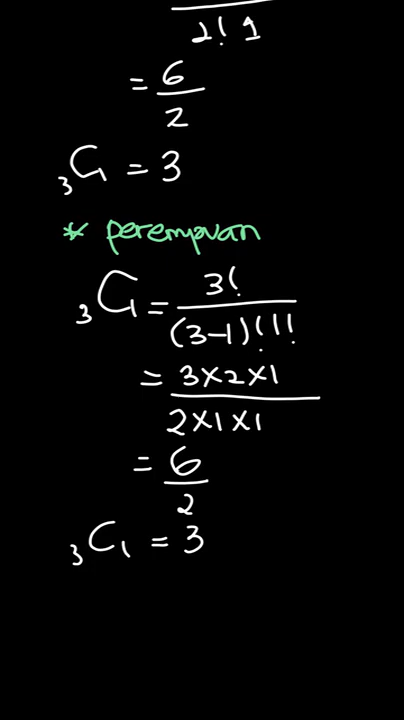 2! 1
= 6
2
3C1 = 3
* perempuan
3C1 = 3!
(3-1)! 1!
= 3×2×1
2×1×1
= 6
2
3C1 = 3